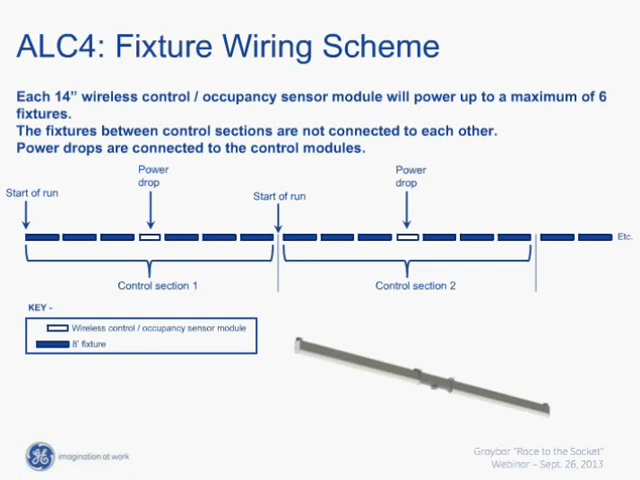 ALC4: Fixture Wiring Scheme
Each 14” wireless control / occupancy sensor module will power up to a maximum of 6
fixtures.
The fixtures between control sections are not connected to each other.
Power drops are connected to the control modules.
Start of run
Power
drop
Start of run
Power
drop
Etc.
Control section 1
Control section 2
KEY -
Wireless control / occupancy sensor module
8' fixture
GE
imagination at work
Graybar “Race to the Socket”
Webinar – Sept. 26, 2013